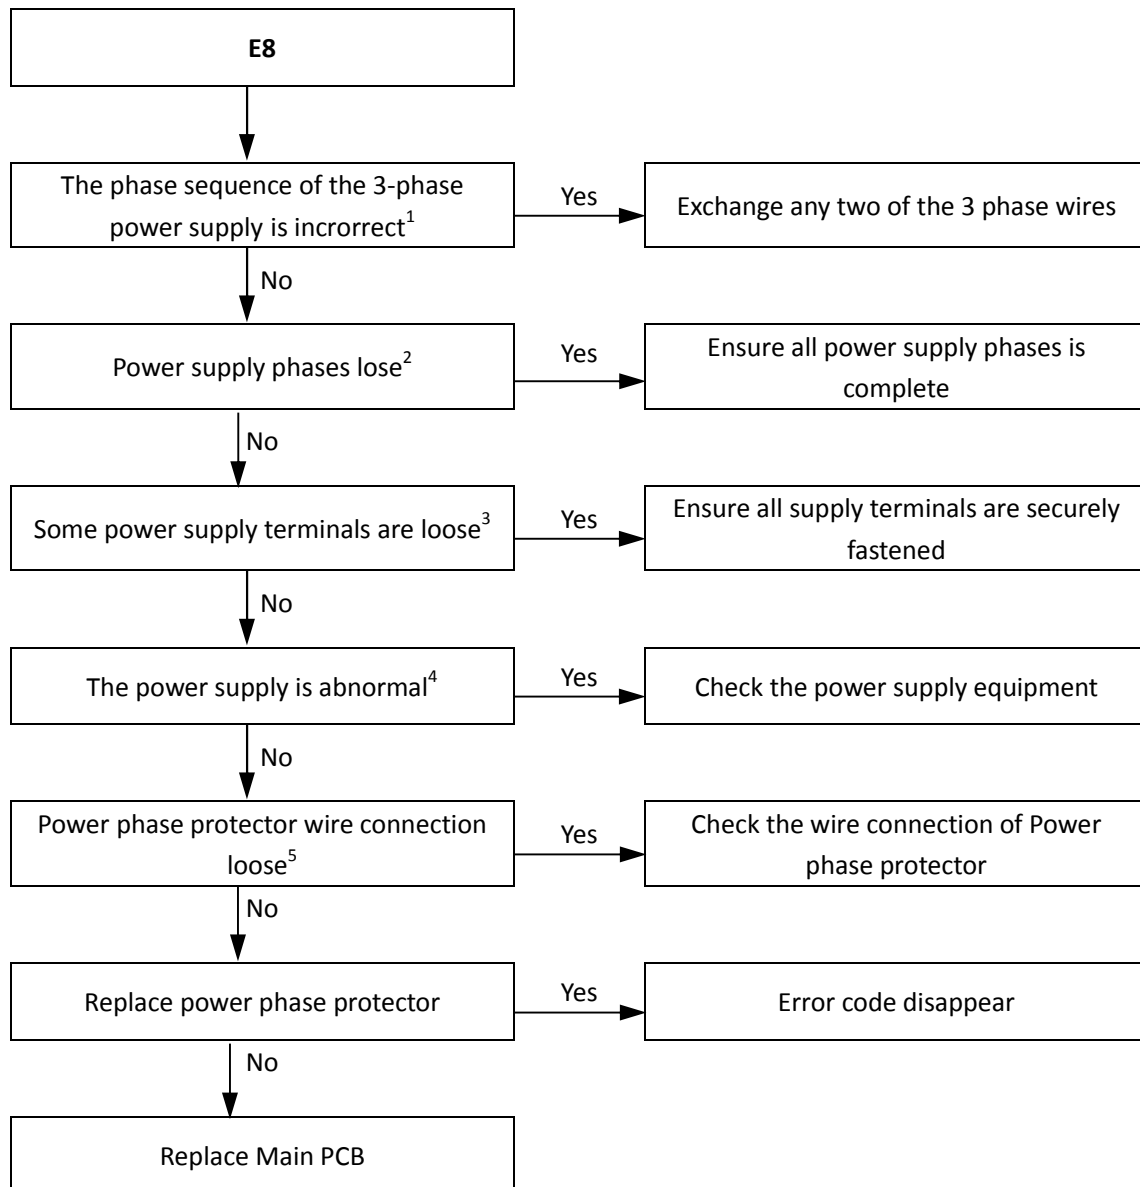 E8
The phase sequence of the 3-phase
power supply is incrorrect¹
Yes
Exchange any two of the 3 phase wires
No
Power supply phases lose²
Yes
Ensure all power supply phases is
complete
No
Some power supply terminals are loose³
Yes
Ensure all supply terminals are securely
fastened
No
The power supply is abnormal⁴
Yes
Check the power supply equipment
No
Power phase protector wire connection
loose⁵
Yes
Check the wire connection of Power
phase protector
No
Replace power phase protector
Yes
Error code disappear
No
Replace Main PCB